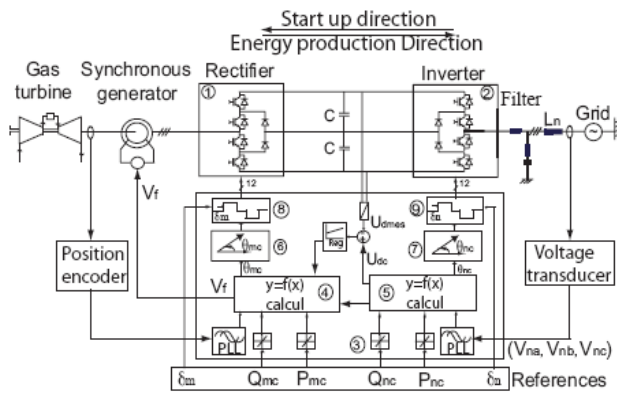 Start up direction
Energy production Direction
Gas turbine
Synchronous generator
Rectifier
Inverter
①
②
Filter
Ln
Grid
C
C
12
12
Vf
δm
⑧
δn
⑨
Udmes
θmc
⑥
Reg
θnc
⑦
Udc
Position encoder
θmc
θnc
Voltage transducer
Vf
y=f(x) calcul
④
⑤
y=f(x) calcul
PLL
③
PLL
(Vna, Vnb, Vnc)
δm
Qmc
Pmc
Qnc
Pnc
δn
References